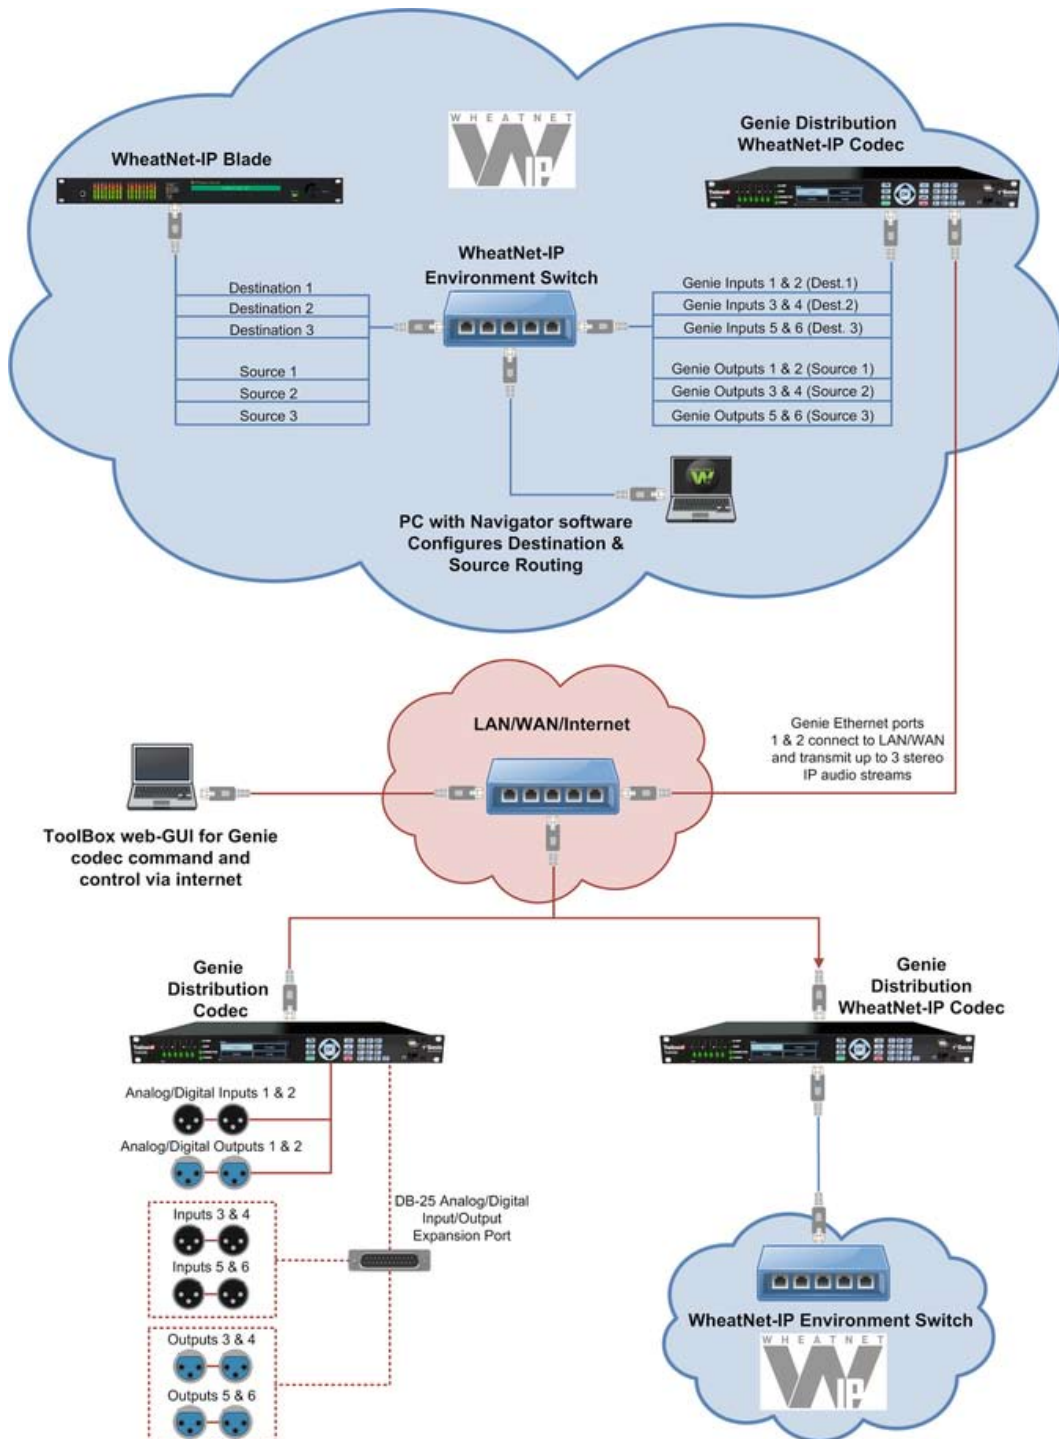 WHEATNET
W
IP
Genie Distribution
WheatNet-IP Codec
WheatNet-IP Blade
WheatNet-IP
Environment Switch
Destination 1
Destination 2
Destination 3
Source 1
Source 2
Source 3
Genie Inputs 1 & 2 (Dest.1)
Genie Inputs 3 & 4 (Dest.2)
Genie Inputs 5 & 6 (Dest. 3)
Genie Outputs 1 & 2 (Source 1)
Genie Outputs 3 & 4 (Source 2)
Genie Outputs 5 & 6 (Source 3)
W
PC with Navigator software
Configures Destination &
Source Routing
LAN/WAN/Internet
Genie Ethernet ports
1 & 2 connect to LAN/WAN
and transmit up to 3 stereo
IP audio streams
ToolBox web-GUI for Genie
codec command and
control via internet
Genie
Distribution
Codec
Genie
Distribution
WheatNet-IP Codec
Analog/Digital Inputs 1 & 2
Analog/Digital Outputs 1 & 2
DB-25 Analog/Digital
Input/Output
Expansion Port
Inputs 3 & 4
Inputs 5 & 6
Outputs 3 & 4
Outputs 5 & 6
WheatNet-IP Environment Switch
WHEATNET
W
IP